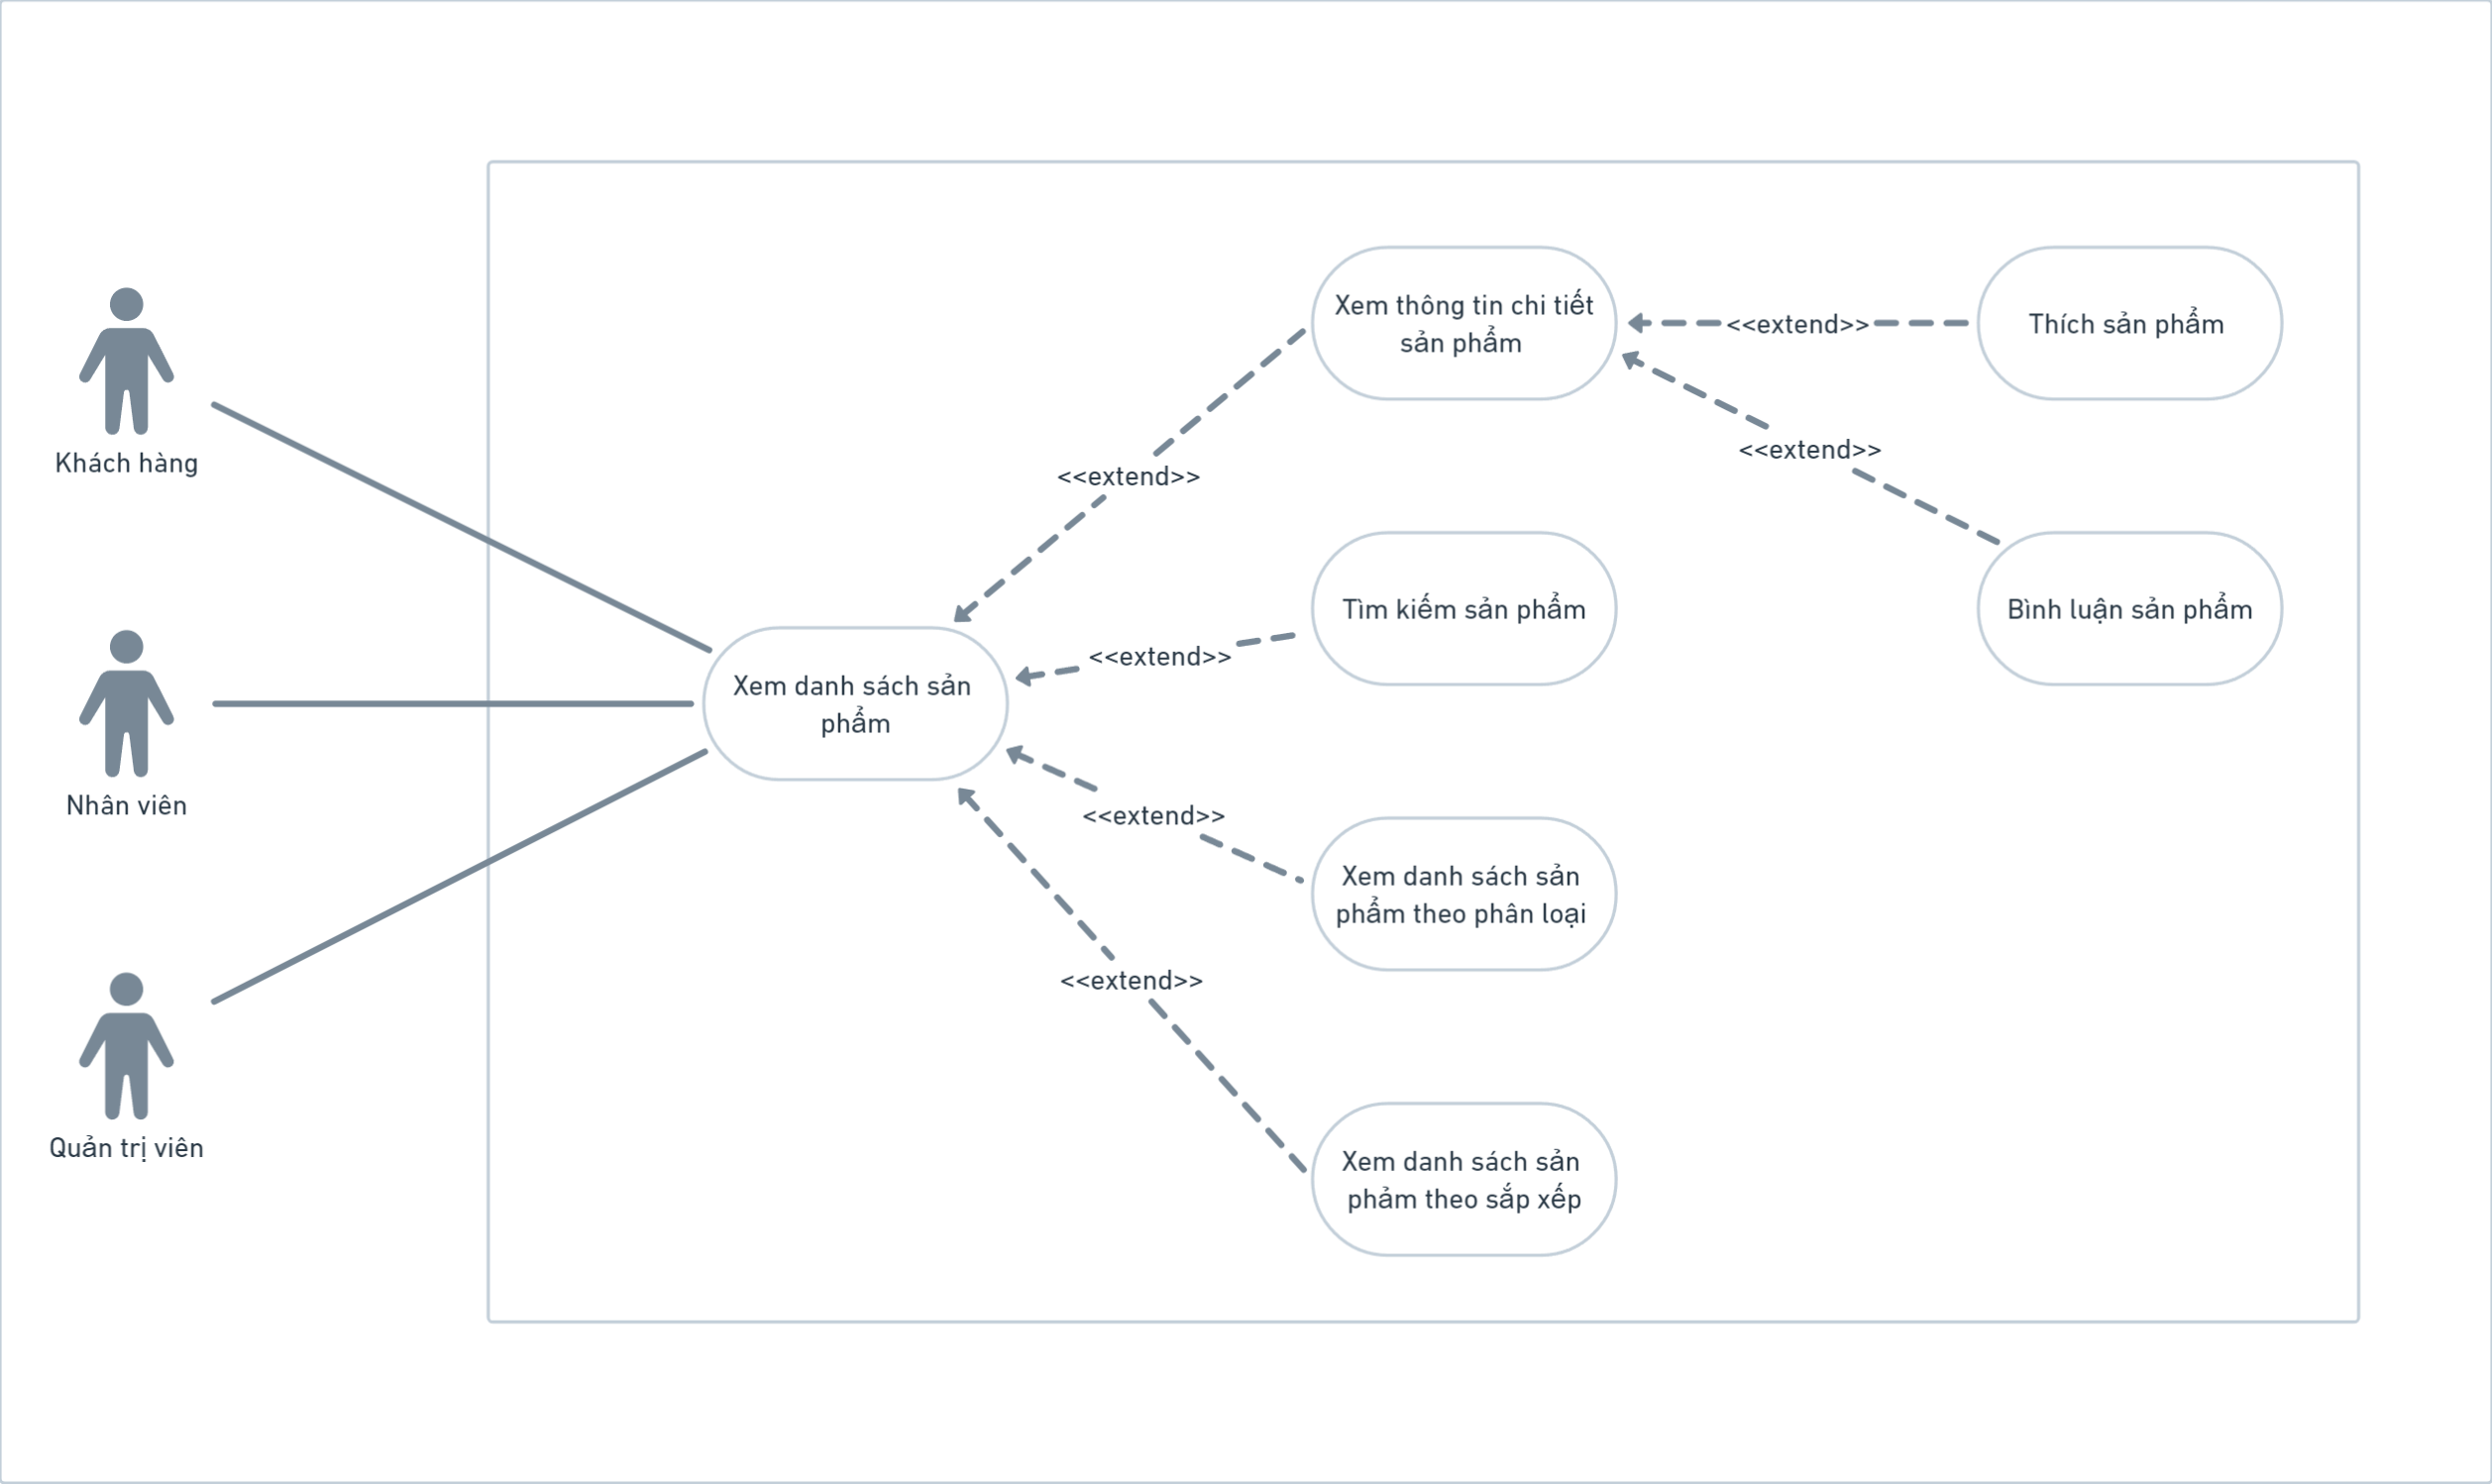 Khách hàng
Nhân viên
Quản trị viên
Xem danh sách sản
phẩm
<<extend>>
<<extend>>
<<extend>>
<<extend>>
Xem thông tin chi tiết
sản phẩm
Tìm kiếm sản phẩm
Xem danh sách sản
phẩm theo phân loại
Xem danh sách sản
phảm theo sắp xếp
<<extend>>
<<extend>>
Thích sản phẩm
Bình luận sản phẩm